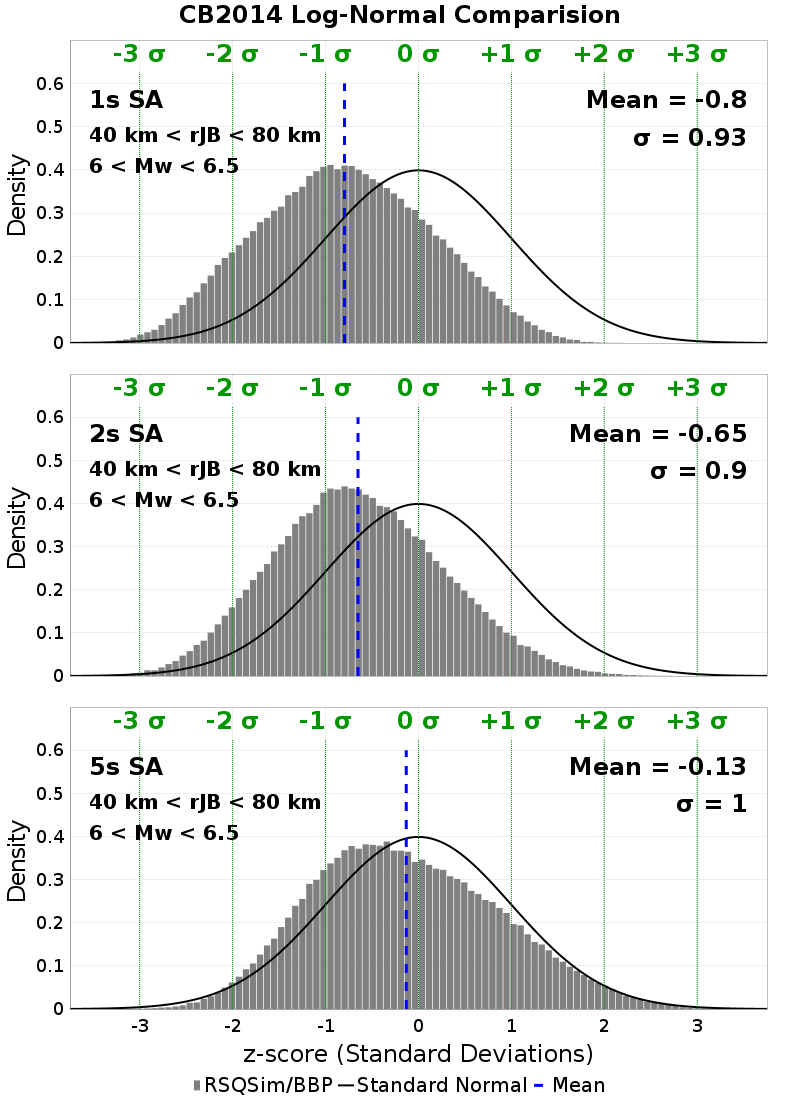 CB2014 Log-Normal Comparision
-3 σ -2 σ -1 σ 0 σ +1 σ +2 σ +3 σ
1s SA
Mean = -0.8
40 km < rJB < 80 km
σ = 0.93
6 < Mw < 6.5
Density
0.6
0.5
0.4
0.3
0.2
0.1
0
-3 σ -2 σ -1 σ 0 σ +1 σ +2 σ +3 σ
2s SA
Mean = -0.65
40 km < rJB < 80 km
σ = 0.9
6 < Mw < 6.5
Density
0.6
0.5
0.4
0.3
0.2
0.1
0
-3 σ -2 σ -1 σ 0 σ +1 σ +2 σ +3 σ
5s SA
Mean = -0.13
40 km < rJB < 80 km
σ = 1
6 < Mw < 6.5
Density
0.6
0.5
0.4
0.3
0.2
0.1
0
-3 -2 -1 0 1 2 3
z-score (Standard Deviations)
RSQSim/BBP Standard Normal Mean